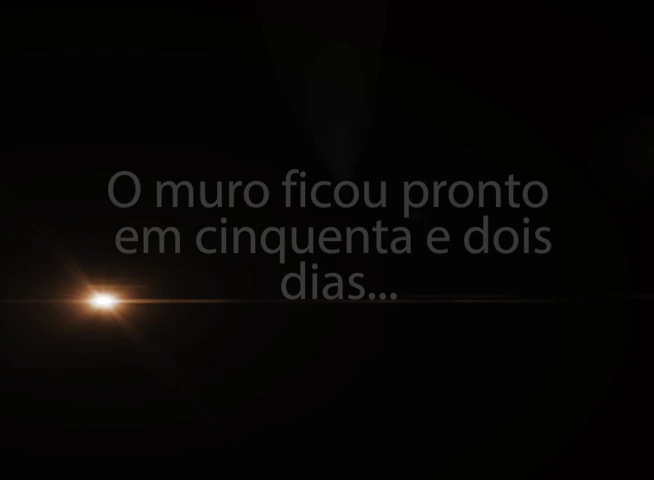 O muro ficou pronto
em cinquenta e dois
dias...